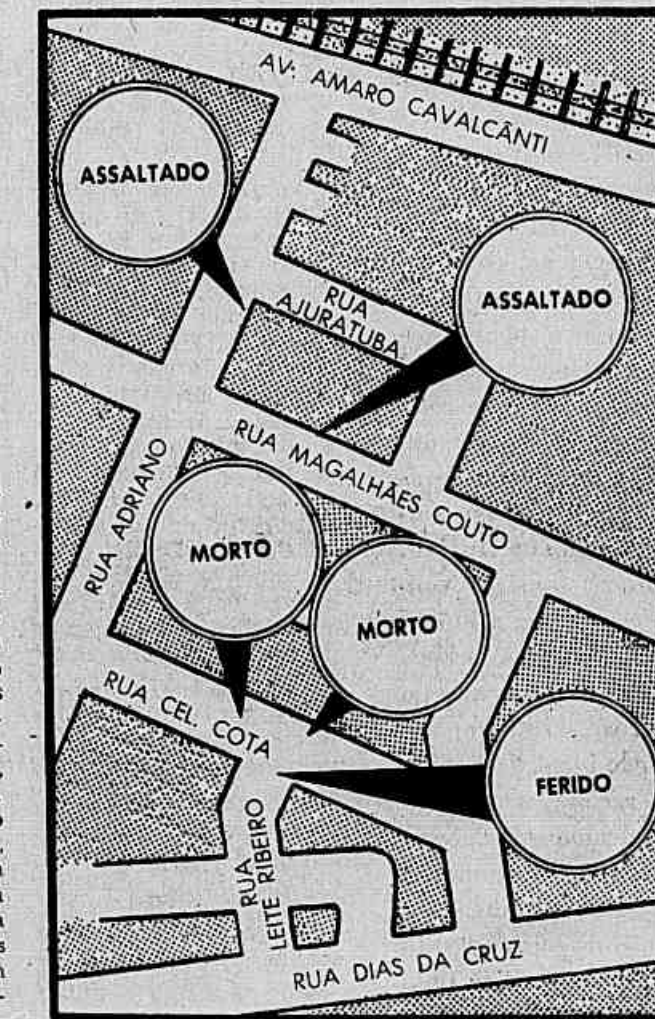 AV. AMARO CAVALCÂNTI
ASSALTADO
ASSALTADO
RUA
AJURATUBA
RUA MAGALHÃES COUTO
RUA ADRIANO
MORTO
MORTO
RUA CEL. COTA
FERIDO
RUA
LEITE RIBEIRO
RUA DIAS DA CRUZ